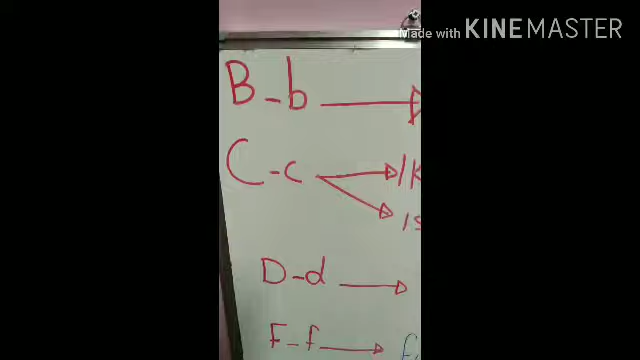 Made with KINEMASTER
B - b
C - c /k
/s
D - d
F - f